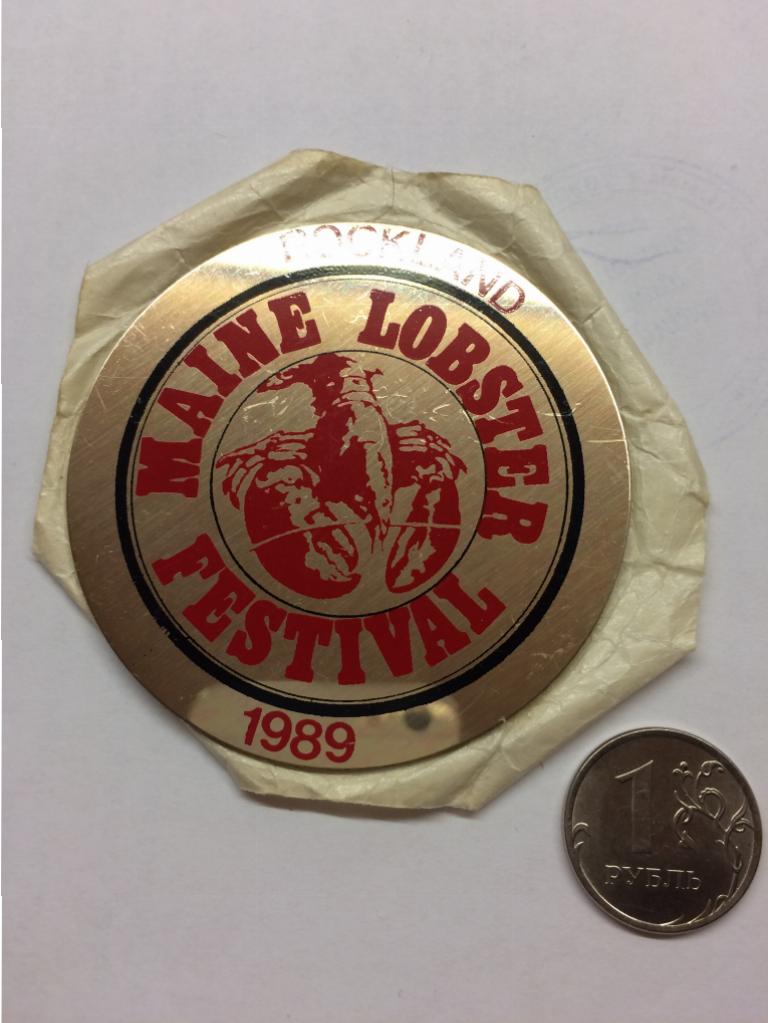 ROCKLAND
MAINE LOBSTER
FESTIVAL
1989
1
РУБЛЬ